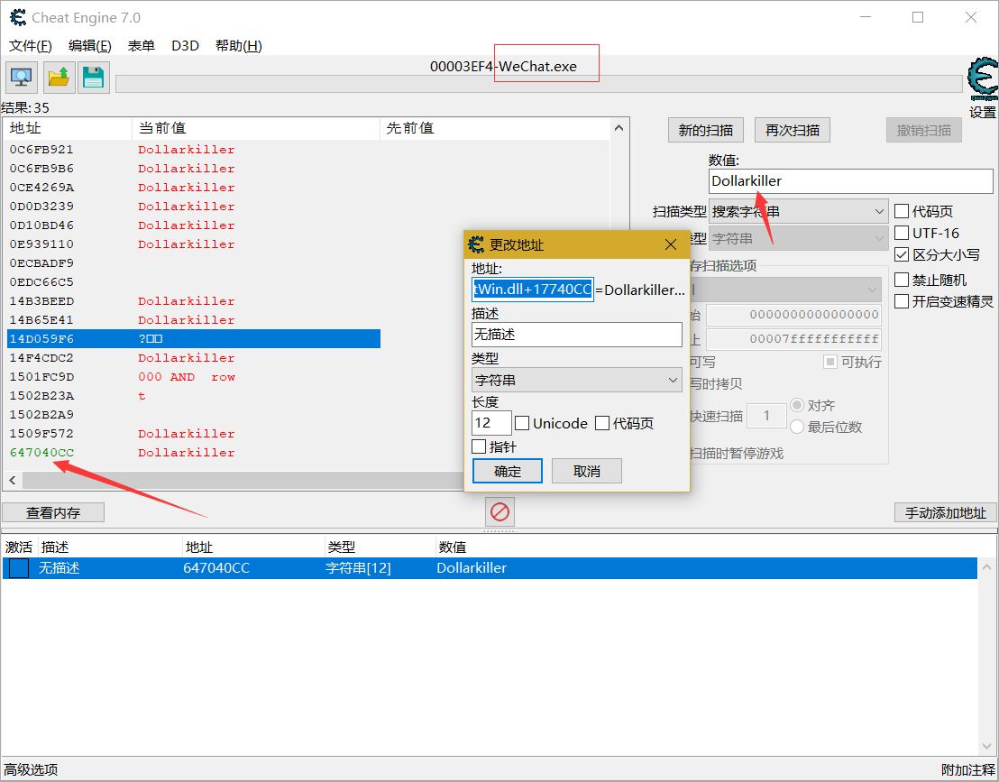 Cheat Engine 7.0
文件(F) 编辑(E) 表单 D3D 帮助(H)
00003EF4-WeChat.exe
设置
结果: 35
地址 当前值 先前值
0C6FB921 Dollarkiller
0C6FB9B6 Dollarkiller
0CE4269A Dollarkiller
0D0D3239 Dollarkiller
0D10BD46 Dollarkiller
0E939110 Dollarkiller
0ECBADF9
0EDC66C5
14B3BEED Dollarkiller
14B65E41 Dollarkiller
14D059F6 ?□□
14F4CDC2 Dollarkiller
1501FC9D 000 AND row
1502B23A t
1502B2A9
1509F572 Dollarkiller
647040CC Dollarkiller
新的扫描 再次扫描 撤销扫描
数值:
Dollarkiller
扫描类型 搜索字符串
类型 字符串
代码页
UTF-16
区分大小写
禁止随机
开启变速精灵
存扫描选项
始 0000000000000000
止 00007fffffffffff
可写 可执行
写时拷贝
快速扫描 1 对齐
最后位数
扫描时暂停游戏
更改地址
地址:
tWin.dll+17740CC =Dollarkiller...
描述
无描述
类型
字符串
长度
12 Unicode 代码页
指针
确定 取消
查看内存 手动添加地址
激活 描述 地址 类型 数值
无描述 647040CC 字符串[12] Dollarkiller
高级选项 附加注释